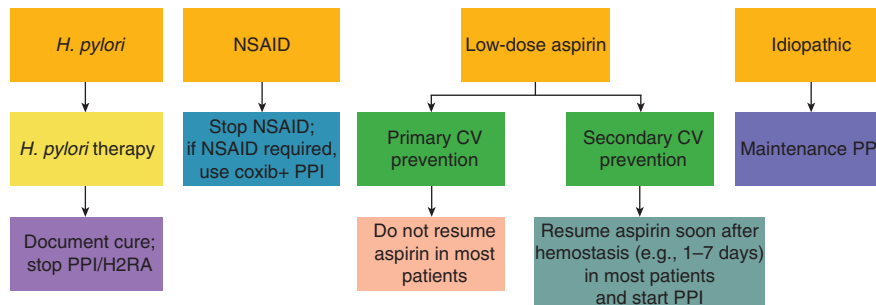 H. pylori
NSAID
Low-dose aspirin
Idiopathic
H. pylori therapy
Stop NSAID;
if NSAID required,
use coxib+ PPI
Primary CV
prevention
Secondary CV
prevention
Maintenance PP
Document cure;
stop PPI/H2RA
Do not resume
aspirin in most
patients
Resume aspirin soon after
hemostasis (e.g., 1–7 days)
in most patients
and start PPI